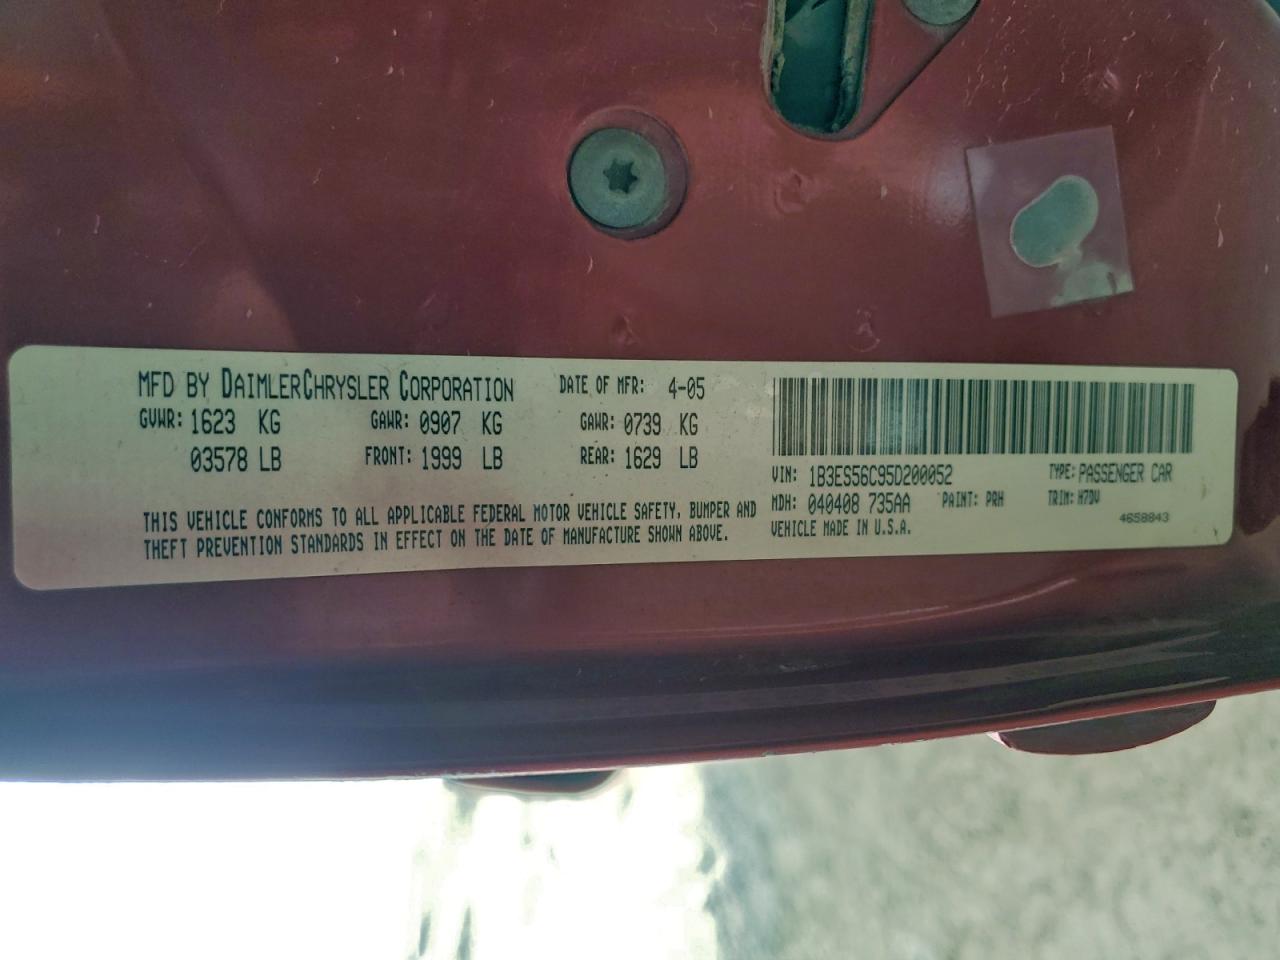 MFD BY DAIMLERCHRYSLER CORPORATION DATE OF MFR: 4-05
GVWR: 1623 KG GAWR: 0907 KG GAWR: 0739 KG
03578 LB FRONT: 1999 LB REAR: 1629 LB
THIS VEHICLE CONFORMS TO ALL APPLICABLE FEDERAL MOTOR VEHICLE SAFETY, BUMPER AND
THEFT PREVENTION STANDARDS IN EFFECT ON THE DATE OF MANUFACTURE SHOWN ABOVE.
VIN: 1B3ES56C95D200052 TYPE: PASSENGER CAR
MDH: 040408 735AA PAINT: PRH TRIM: H7DV
4658843
VEHICLE MADE IN U.S.A.